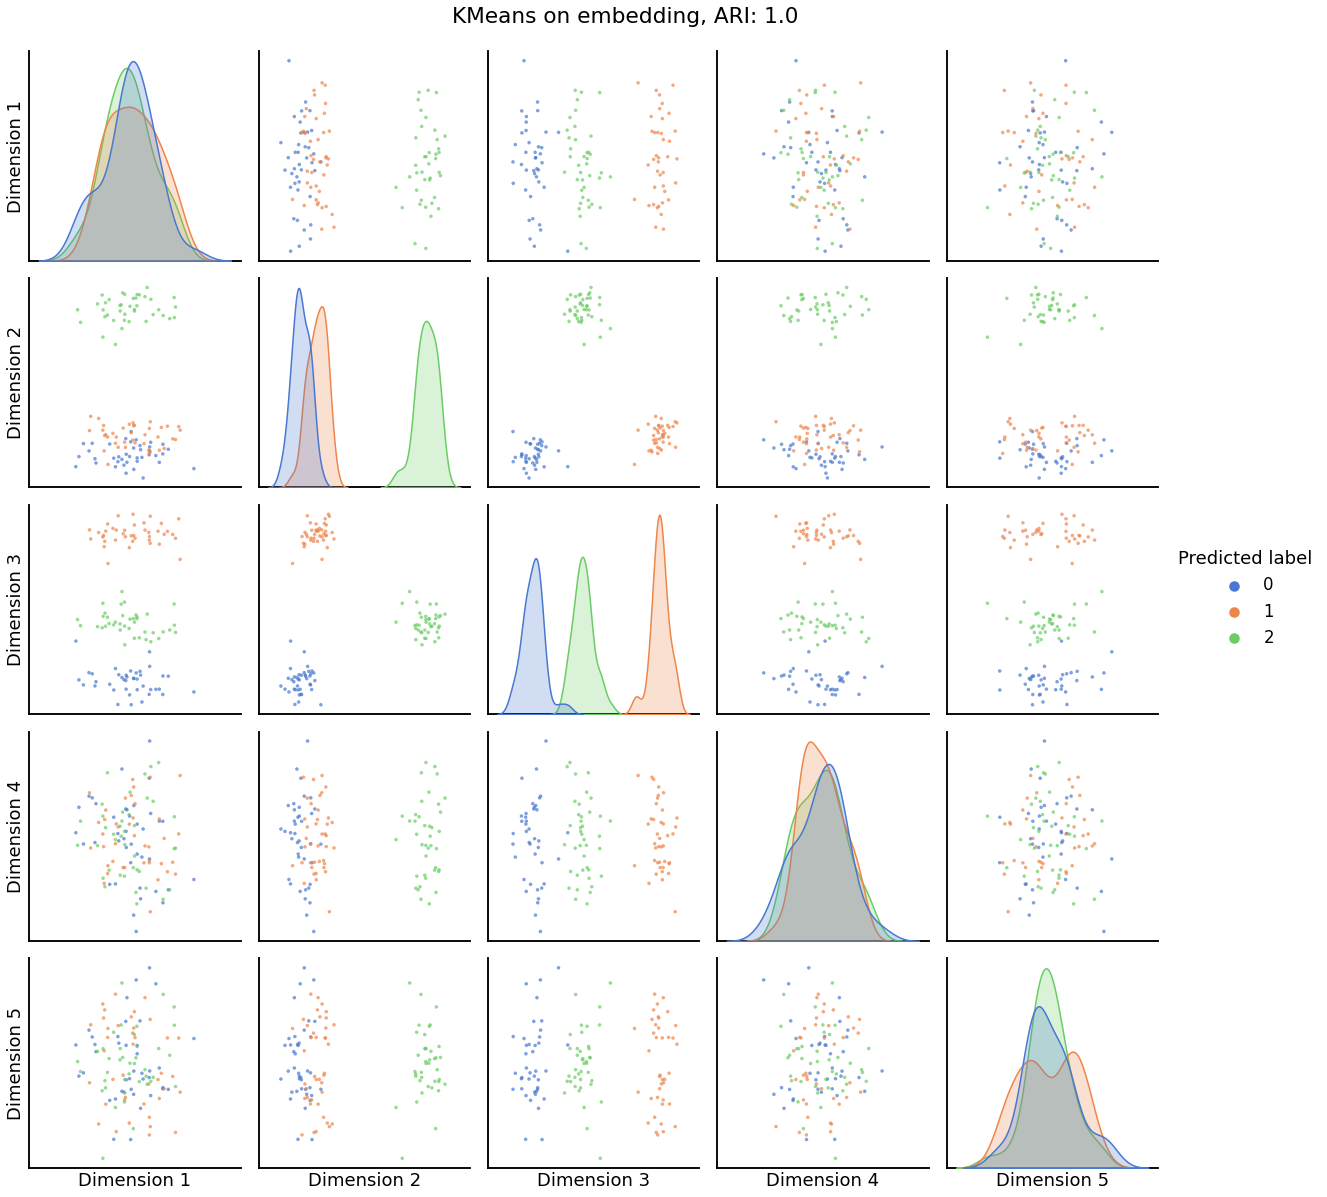 KMeans on embedding, ARI: 1.0
Dimension 1
Dimension 2
Dimension 3
Dimension 4
Dimension 5
Predicted label
0
1
2
Dimension 1
Dimension 2
Dimension 3
Dimension 4
Dimension 5